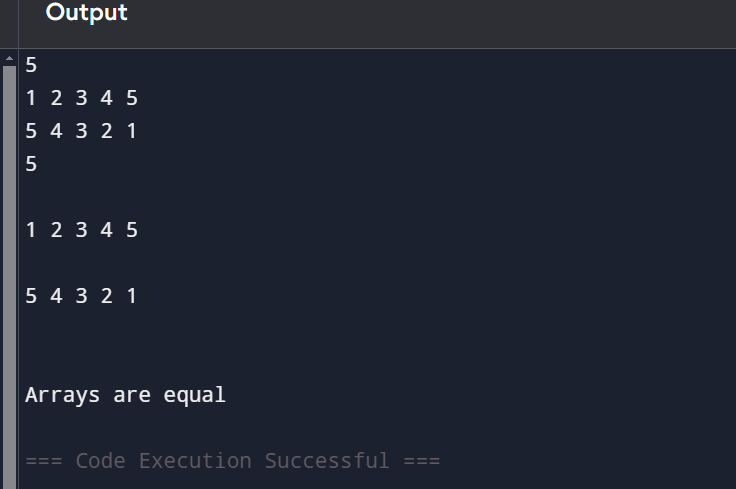 Output
5
1 2 3 4 5
5 4 3 2 1
5
1 2 3 4 5
5 4 3 2 1
Arrays are equal
=== Code Execution Successful ===